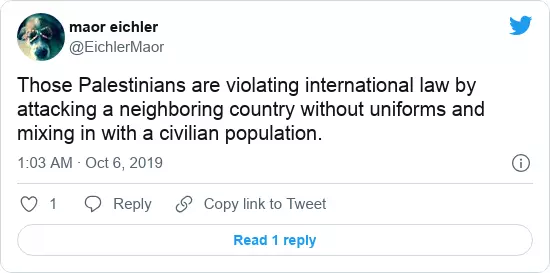 maor eichler
@EichlerMaor
Those Palestinians are violating international law by
attacking a neighboring country without uniforms and
mixing in with a civilian population.
1:03 AM · Oct 6, 2019
1 Reply Copy link to Tweet
Read 1 reply